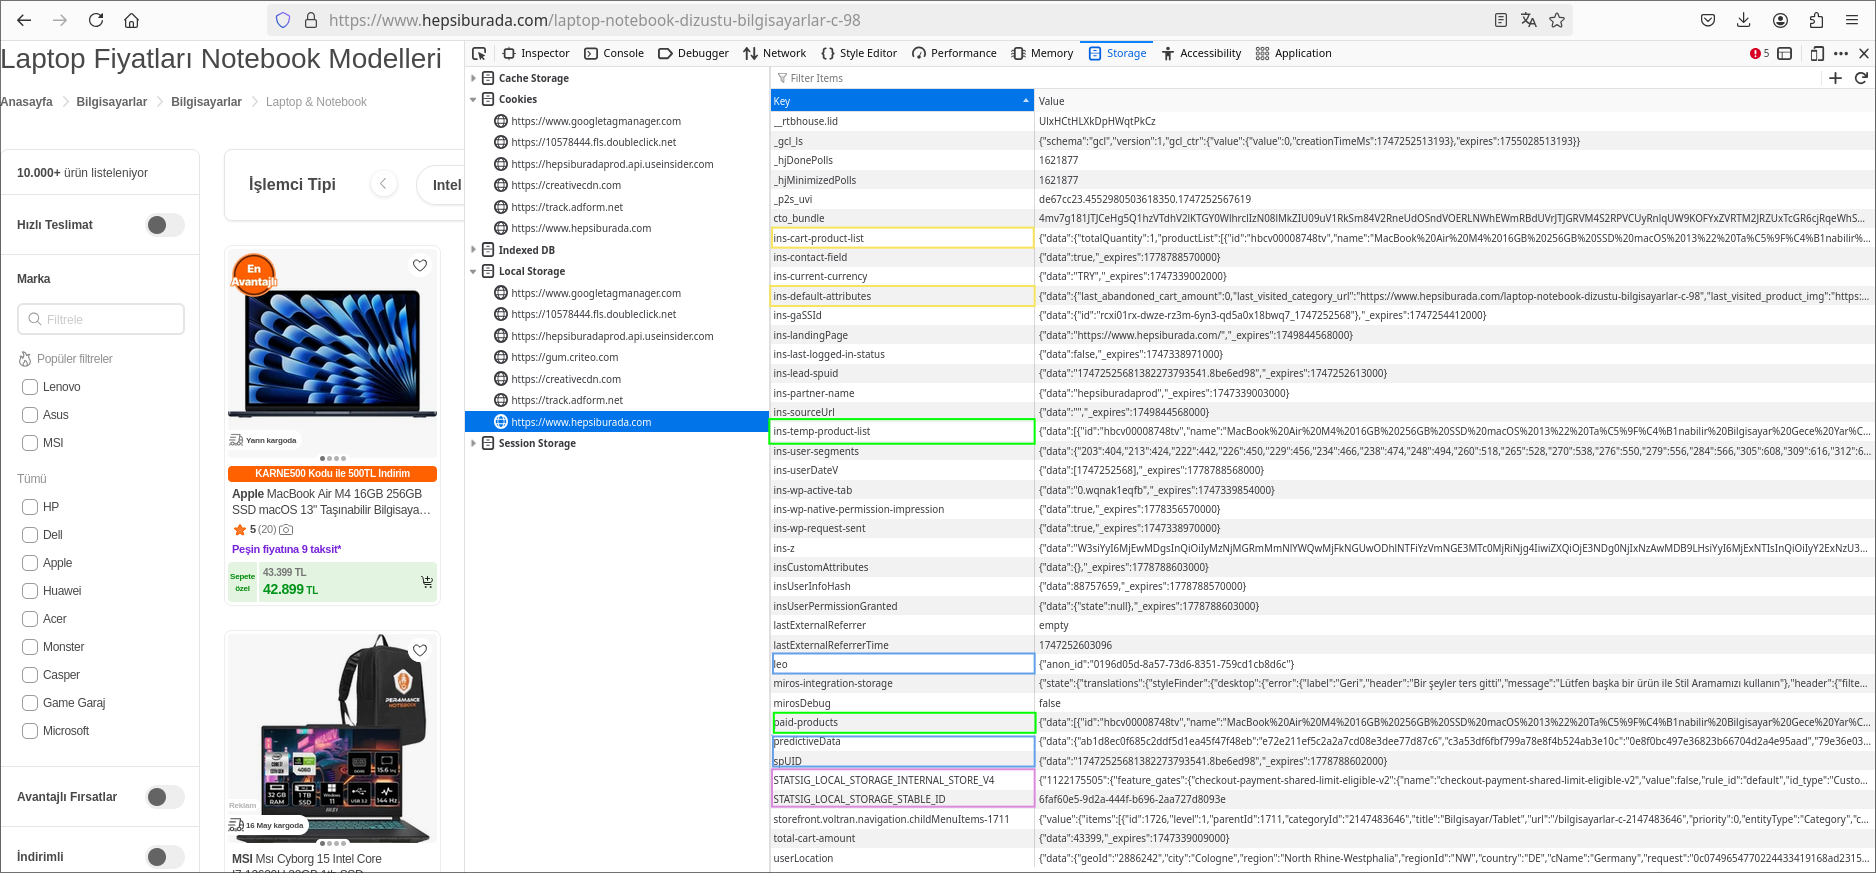 https://www.hepsiburada.com/laptop-notebook-dizustu-bilgisayarlar-c-98
Laptop Fiyatları Notebook Modelleri
Anasayfa
Bilgisayarlar
Bilgisayarlar
Laptop & Notebook
10.000+ ürün listeleniyor
Hızlı Teslimat
Marka
Filtrele
Popüler filtreler
Lenovo
Asus
MSI
Tümü
HP
Dell
Apple
Huawei
Acer
Monster
Casper
Game Garaj
Microsoft
Avantajlı Fırsatlar
İndirimli
İşlemci Tipi
Intel
En
Avantajlı
Yarın kargoda
KARNE500 Kodu ile 500TL Indirim
Apple MacBook Air M4 16GB 256GB
SSD macOS 13" Taşınabilir Bilgisaya…
5 (20)
Peşin fiyatına 9 taksit*
Sepete
özel
43.399 TL
42.899 TL
PER4MANCE
NOTEBOOK
32 GB RAM
1 TB SSD
Windows 11
USB 3.2
144 Hz
Reklam
16 May kargoda
MSI Msı Cyborg 15 Intel Core
Inspector
Console
Debugger
Network
Style Editor
Performance
Memory
Storage
Accessibility
Application
5
Cache Storage
Cookies
https://www.googletagmanager.com
https://10578444.fls.doubleclick.net
https://hepsiburadaprod.api.useinsider.com
https://creativecdn.com
https://track.adform.net
https://www.hepsiburada.com
Indexed DB
Local Storage
https://www.googletagmanager.com
https://10578444.fls.doubleclick.net
https://hepsiburadaprod.api.useinsider.com
https://gum.criteo.com
https://creativecdn.com
https://track.adform.net
https://www.hepsiburada.com
Session Storage
Filter Items
Key Value
__rtbhouse.lid UlxHCtHLXkDpHWqtPkCz
_gcl_ls {"schema":"gcl","version":1,"gcl_ctr":{"value":{"value":0,"creationTimeMs":1747252513193},"expires":1755028513193}}
_hjDonePolls 1621877
_hjMinimizedPolls 1621877
_p2s_uvi de67cc23.4552980503618350.1747252567619
cto_bundle
ins-cart-product-list {"data":{"totalQuantity":1,"productList":[{"id":"hbcv00008748tv","name":"MacBook%20Air%20M4%2016GB%20256GB%20SSD%20macOS%2013%22%20Ta%C5%9F%C4%B1nabilir%...
ins-contact-field {"data":true,"_expires":1778788570000}
ins-current-currency {"data":"TRY","_expires":1747339002000}
ins-default-attributes {"data":{"last_abandoned_cart_amount":0,"last_visited_category_url":"https://www.hepsiburada.com/laptop-notebook-dizustu-bilgisayarlar-c-98","last_visited_product_img":"https:...
ins-gaSSId {"data":{"id":"rcxi01rx-dwze-rz3m-6yn3-qd5a0x18bwq7_1747252568"},"_expires":1747254412000}
ins-landingPage {"data":"https://www.hepsiburada.com/","_expires":1749844568000}
ins-last-logged-in-status {"data":false,"_expires":1747338971000}
ins-lead-spuid {"data":"1747252568138227​3793541.8be6ed98","_expires":1747252613000}
ins-partner-name {"data":"hepsiburadaprod","_expires":1747339003000}
ins-sourceUrl {"data":"","_expires":1749844568000}
ins-temp-product-list {"data":[{"id":"hbcv00008748tv","name":"MacBook%20Air%20M4%2016GB%20256GB%20SSD%20macOS%2013%22%20Ta%C5%9F%C4%B1nabilir%20Bilgisayar%20Gece%20Yar%C...
ins-user-segments {"data":{"203":404,"213":424,"222":442,"226":450,"229":456,"234":466,"238":474,"248":494,"260":518,"265":528,"270":538,"276":550,"279":556,"284":566,"305":608,"309":616,"312":6...
ins-userDateV {"data":[1747252568],"_expires":1778788568000}
ins-wp-active-tab {"data":"0.wqnak1eqfb","_expires":1747339854000}
ins-wp-native-permission-impression {"data":true,"_expires":1778356570000}
ins-wp-request-sent {"data":true,"_expires":1747338970000}
ins-z
insCustomAttributes {"data":{},"_expires":1778788603000}
insUserInfoHash {"data":88757659,"_expires":1778788570000}
insUserPermissionGranted {"data":{"state":null},"_expires":1778788603000}
lastExternalReferrer empty
lastExternalReferrerTime 1747252603096
leo {"anon_id":"0196d05d-8a57-73d6-8351-759cd1cb8d6c"}
miros-integration-storage {"state":{"translations":{"styleFinder":{"desktop":{"error":{"label":"Geri","header":"Bir şeyler ters gitti","message":"Lütfen başka bir ürün ile Stil Aramamızı kullanın"},"header":{"filte...
mirosDebug false
paid-products {"data":[{"id":"hbcv00008748tv","name":"MacBook%20Air%20M4%2016GB%20256GB%20SSD%20macOS%2013%22%20Ta%C5%9F%C4%B1nabilir%20Bilgisayar%20Gece%20Yar%C...
predictiveData {"data":{"ab1d8ec0f685c2ddf5d1ea45f47f48eb":"e72e211ef5c2a2a7cd08e3dee77d87c6","c3a53df6fbf799a78e8f4b524ab3e10c":"0e8f0bc497e36823b66704d2a4e95aad","79e36e03...
spUID {"data":"17472525681382273793541.8be6ed98","_expires":1778788602000}
STATSIG_LOCAL_STORAGE_INTERNAL_STORE_V4 {"1122175505":{"feature_gates":{"checkout-payment-shared-limit-eligible-v2":{"name":"checkout-payment-shared-limit-eligible-v2","value":false,"rule_id":"default","id_type":"Custo...
STATSIG_LOCAL_STORAGE_STABLE_ID 6faf60e5-9d2a-444f-b696-2aa727d8093e
storefront.voltran.navigation.childMenuItems-1711 {"value":{"items":[{"id":1726,"level":1,"parentId":1711,"categoryId":"2147483646","title":"Bilgisayar/Tablet","url":"/bilgisayarlar-c-2147483646","priority":0,"entityType":"Category","c...
total-cart-amount {"data":43399,"_expires":1747339009000}
userLocation {"data":{"geoId":"2886242","city":"Cologne","region":"North Rhine-Westphalia","regionId":"NW","country":"DE","cName":"Germany","request":"0c0749654770224433419168ad2315...